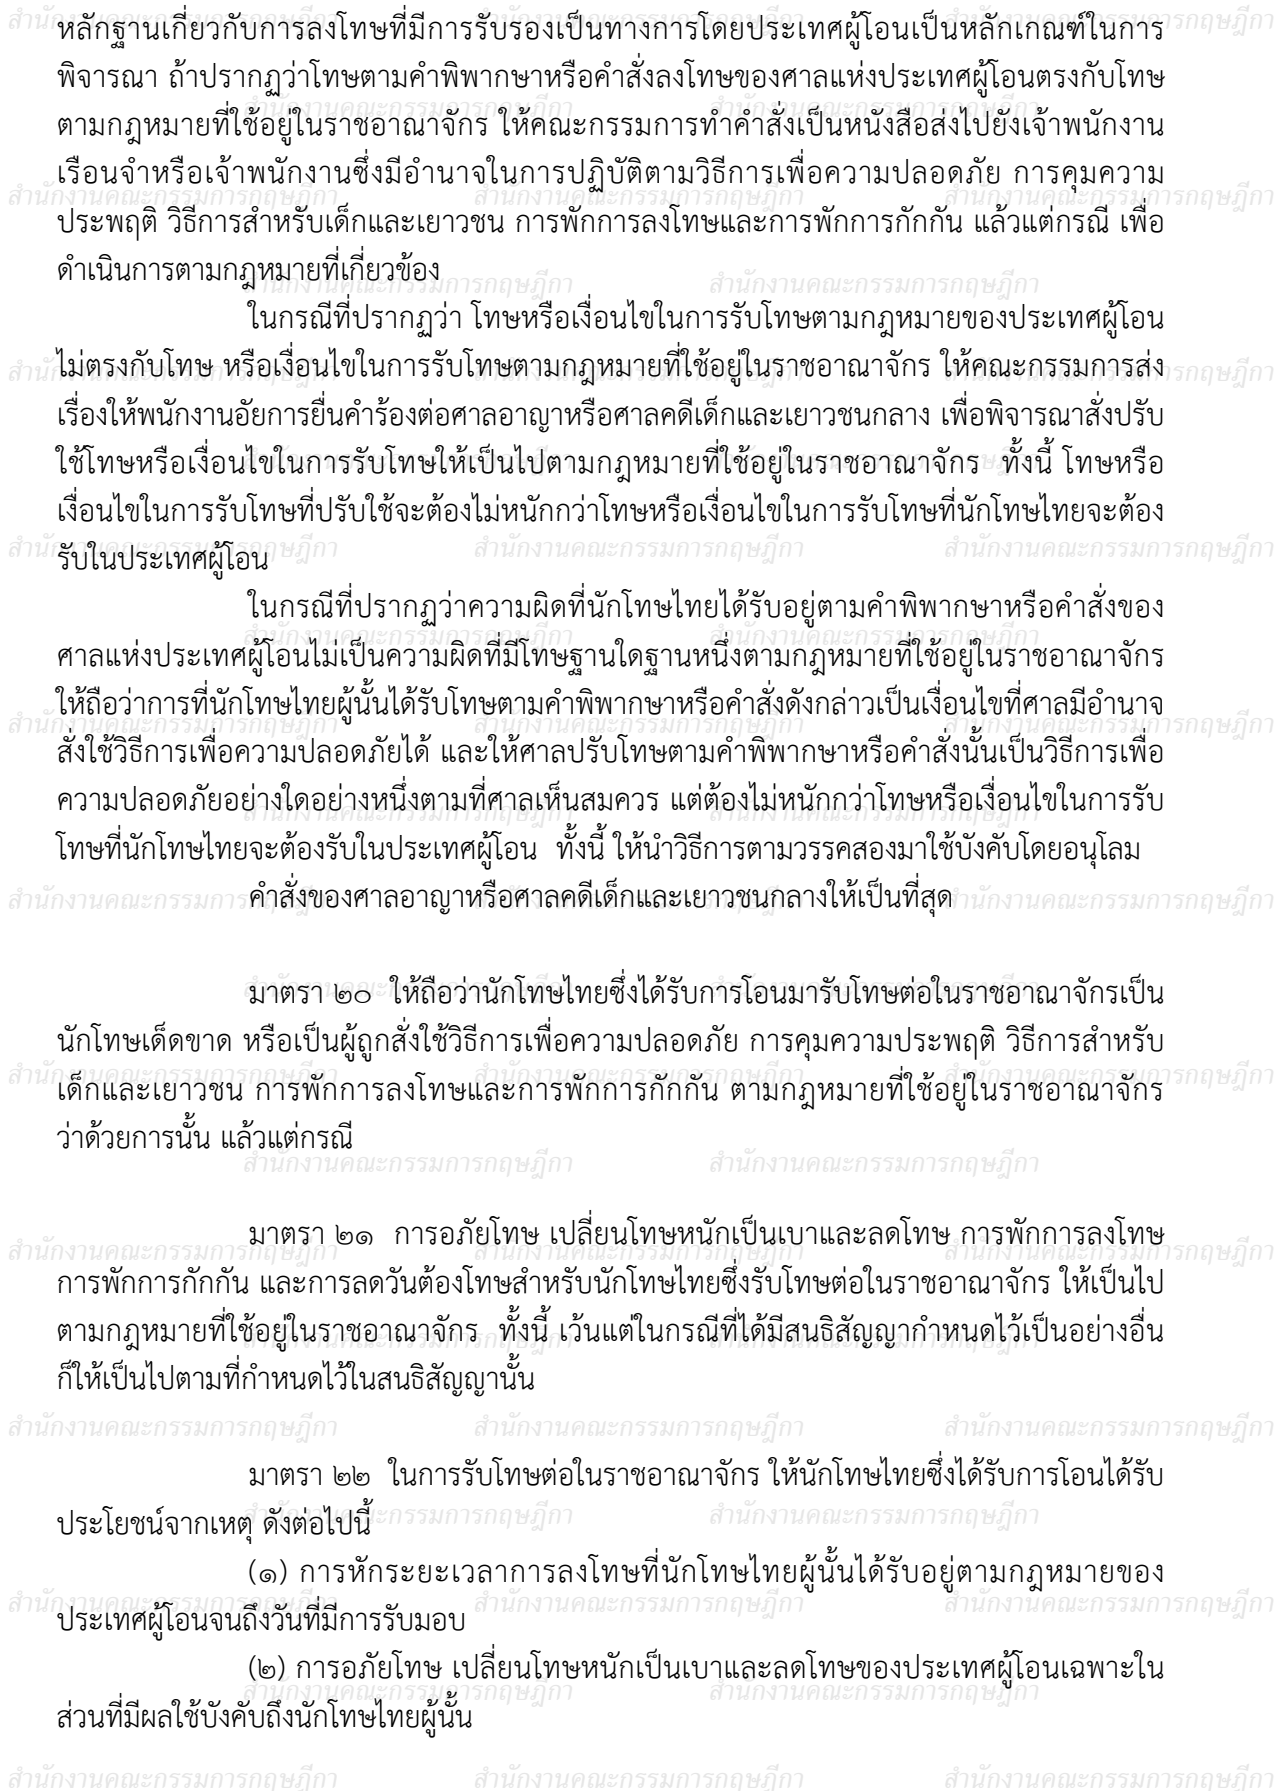 หลักฐานเกี่ยวกับการลงโทษที่มีการรับรองเป็นทางการโดยประเทศผู้โอนเป็นหลักเกณฑ์ในการ
พิจารณา ถ้าปรากฏว่าโทษตามคำพิพากษาหรือคำสั่งลงโทษของศาลแห่งประเทศผู้โอนตรงกับโทษ
ตามกฎหมายที่ใช้อยู่ในราชอาณาจักร ให้คณะกรรมการทำคำสั่งเป็นหนังสือส่งไปยังเจ้าพนักงาน
เรือนจำหรือเจ้าพนักงานซึ่งมีอำนาจในการปฏิบัติตามวิธีการเพื่อความปลอดภัย การคุมความ
ประพฤติ วิธีการสำหรับเด็กและเยาวชน การพักการลงโทษและการพักการกักกัน แล้วแต่กรณี เพื่อ
ดำเนินการตามกฎหมายที่เกี่ยวข้อง
ในกรณีที่ปรากฏว่า โทษหรือเงื่อนไขในการรับโทษตามกฎหมายของประเทศผู้โอน
ไม่ตรงกับโทษ หรือเงื่อนไขในการรับโทษตามกฎหมายที่ใช้อยู่ในราชอาณาจักร ให้คณะกรรมการส่ง
เรื่องให้พนักงานอัยการยื่นคำร้องต่อศาลอาญาหรือศาลคดีเด็กและเยาวชนกลาง เพื่อพิจารณาสั่งปรับ
ใช้โทษหรือเงื่อนไขในการรับโทษให้เป็นไปตามกฎหมายที่ใช้อยู่ในราชอาณาจักร  ทั้งนี้ โทษหรือ
เงื่อนไขในการรับโทษที่ปรับใช้จะต้องไม่หนักกว่าโทษหรือเงื่อนไขในการรับโทษที่นักโทษไทยจะต้อง
รับในประเทศผู้โอน
ในกรณีที่ปรากฏว่าความผิดที่นักโทษไทยได้รับอยู่ตามคำพิพากษาหรือคำสั่งของ
ศาลแห่งประเทศผู้โอนไม่เป็นความผิดที่มีโทษฐานใดฐานหนึ่งตามกฎหมายที่ใช้อยู่ในราชอาณาจักร
ให้ถือว่าการที่นักโทษไทยผู้นั้นได้รับโทษตามคำพิพากษาหรือคำสั่งดังกล่าวเป็นเงื่อนไขที่ศาลมีอำนาจ
สั่งใช้วิธีการเพื่อความปลอดภัยได้ และให้ศาลปรับโทษตามคำพิพากษาหรือคำสั่งนั้นเป็นวิธีการเพื่อ
ความปลอดภัยอย่างใดอย่างหนึ่งตามที่ศาลเห็นสมควร แต่ต้องไม่หนักกว่าโทษหรือเงื่อนไขในการรับ
โทษที่นักโทษไทยจะต้องรับในประเทศผู้โอน  ทั้งนี้ ให้นำวิธีการตามวรรคสองมาใช้บังคับโดยอนุโลม
คำสั่งของศาลอาญาหรือศาลคดีเด็กและเยาวชนกลางให้เป็นที่สุด
มาตรา ๒๐  ให้ถือว่านักโทษไทยซึ่งได้รับการโอนมารับโทษต่อในราชอาณาจักรเป็น
นักโทษเด็ดขาด หรือเป็นผู้ถูกสั่งใช้วิธีการเพื่อความปลอดภัย การคุมความประพฤติ วิธีการสำหรับ
เด็กและเยาวชน การพักการลงโทษและการพักการกักกัน ตามกฎหมายที่ใช้อยู่ในราชอาณาจักร
ว่าด้วยการนั้น แล้วแต่กรณี
มาตรา ๒๑  การอภัยโทษ เปลี่ยนโทษหนักเป็นเบาและลดโทษ การพักการลงโทษ
การพักการกักกัน และการลดวันต้องโทษสำหรับนักโทษไทยซึ่งรับโทษต่อในราชอาณาจักร ให้เป็นไป
ตามกฎหมายที่ใช้อยู่ในราชอาณาจักร  ทั้งนี้ เว้นแต่ในกรณีที่ได้มีสนธิสัญญากำหนดไว้เป็นอย่างอื่น
ก็ให้เป็นไปตามที่กำหนดไว้ในสนธิสัญญานั้น
มาตรา ๒๒  ในการรับโทษต่อในราชอาณาจักร ให้นักโทษไทยซึ่งได้รับการโอนได้รับ
ประโยชน์จากเหตุ ดังต่อไปนี้
(๑) การหักระยะเวลาการลงโทษที่นักโทษไทยผู้นั้นได้รับอยู่ตามกฎหมายของ
ประเทศผู้โอนจนถึงวันที่มีการรับมอบ
(๒) การอภัยโทษ เปลี่ยนโทษหนักเป็นเบาและลดโทษของประเทศผู้โอนเฉพาะใน
ส่วนที่มีผลใช้บังคับถึงนักโทษไทยผู้นั้น
สำนักงานคณะกรรมการกฤษฎีกา สำนักงานคณะกรรมการกฤษฎีกา สำนักงานคณะกรรมการกฤษฎีกา